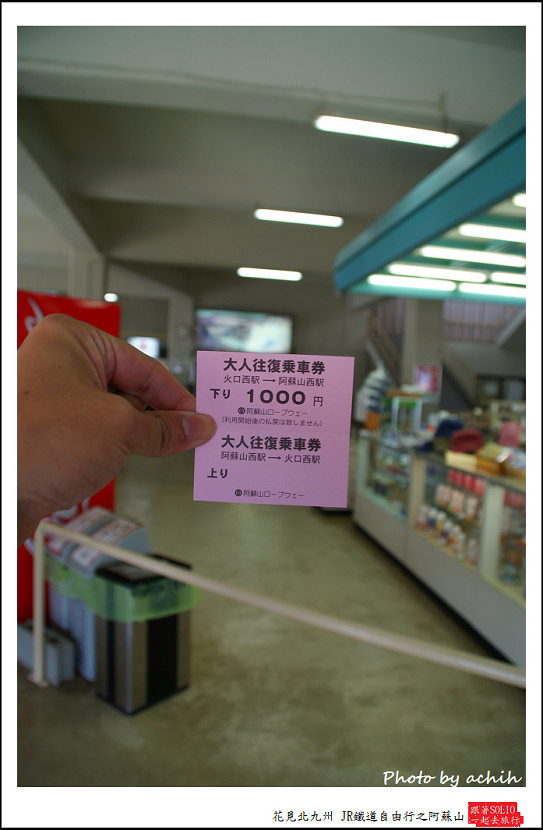 大人往復乗車券
火口西駅→阿蘇山西駅
下り 1000円
阿蘇山ロープウェー
(利用開始後の払戻は致しません)
大人往復乗車券
阿蘇山西駅→火口西駅
上り
阿蘇山ロープウェー
Photo by achih
花見北九州 JR鐵道自由行之阿蘇山
跟著SOLIO
一起去旅行